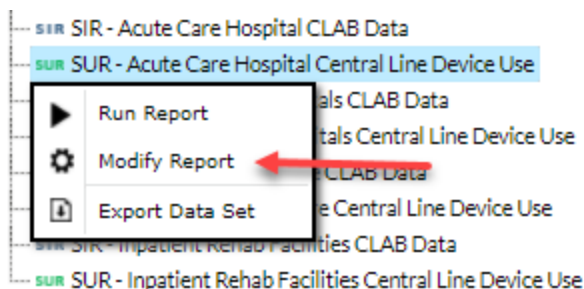 SIR SIR - Acute Care Hospital CLAB Data
SUR SUR - Acute Care Hospital Central Line Device Use
Run Report
als CLAB Data
tals Central Line Device Use
Modify Report
CLAB Data
Export Data Set
e Central Line Device Use
SIR SIR - Inpatient Rehab Facilities CLAB Data
SUR SUR - Inpatient Rehab Facilities Central Line Device Use